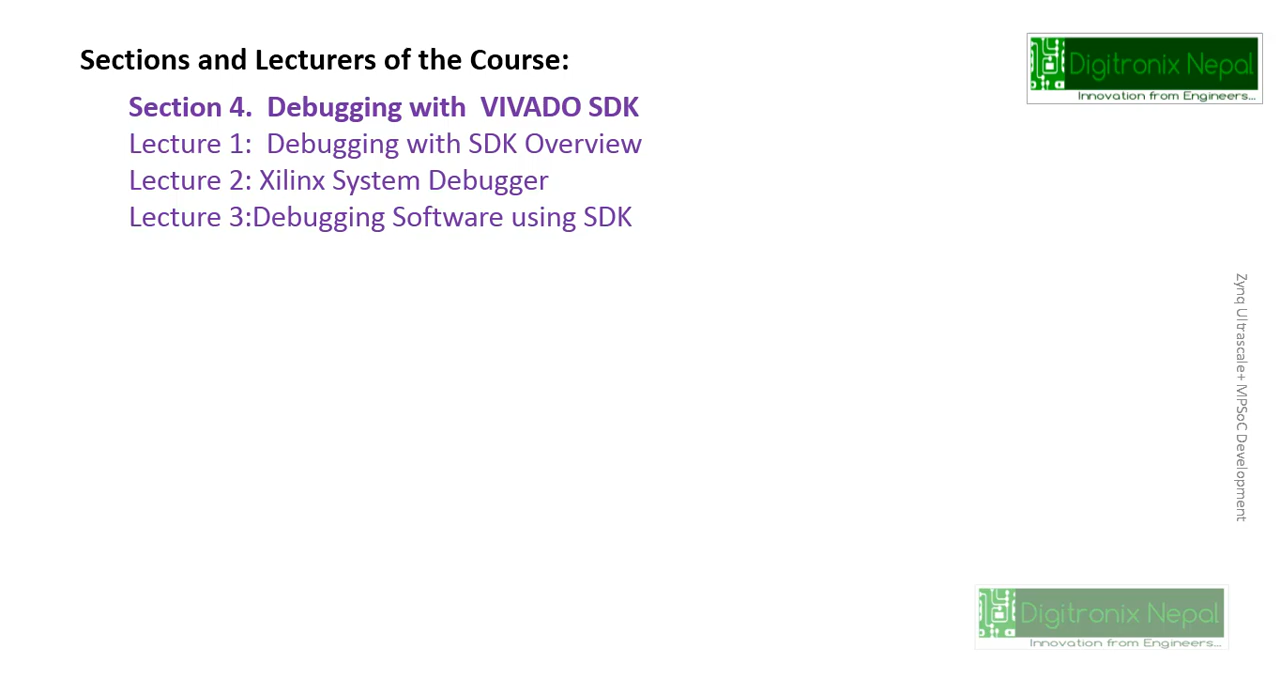 Sections and Lecturers of the Course:
Section 4.  Debugging with  VIVADO SDK
Lecture 1:  Debugging with SDK Overview
Lecture 2: Xilinx System Debugger
Lecture 3:Debugging Software using SDK
Digitronix Nepal
Innovation from Engineers...
Zynq Ultrascale+ MPSoC Development
Digitronix Nepal
Innovation from Engineers...